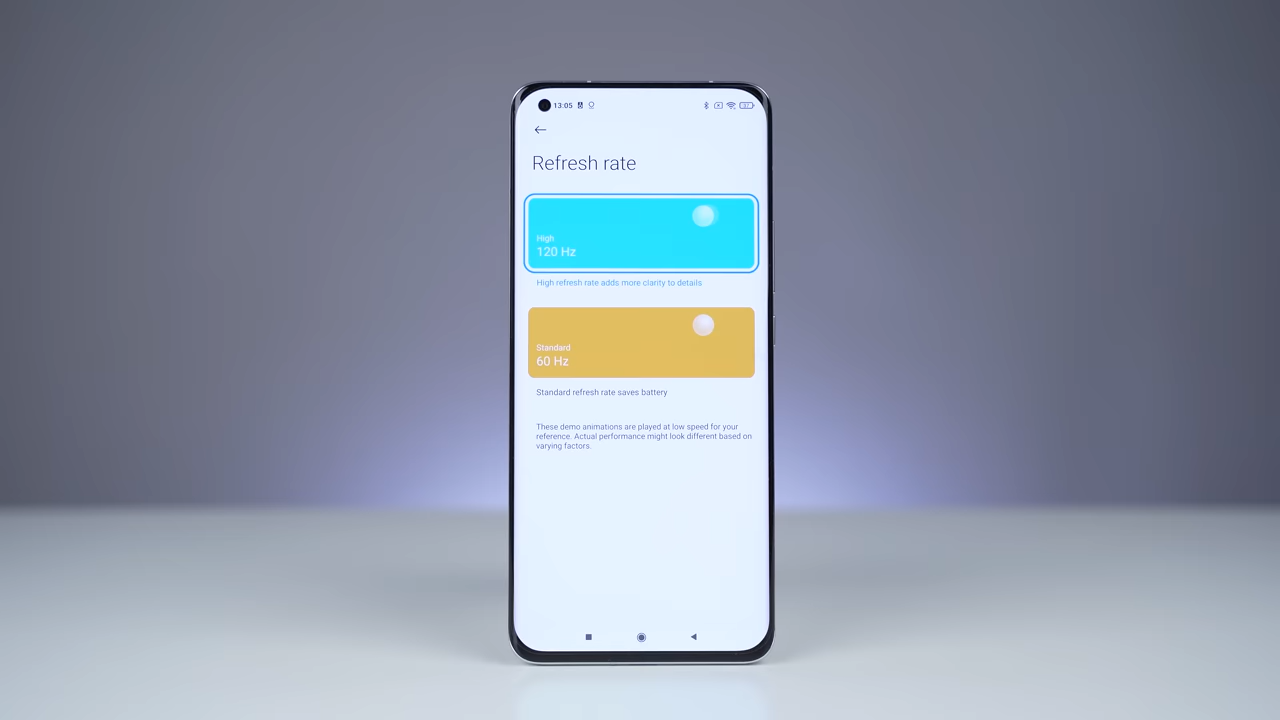 13:05
Refresh rate
High
120 Hz
High refresh rate adds more clarity to details
Standard
60 Hz
Standard refresh rate saves battery
These demo animations are played at low speed for your
reference. Actual performance might look different based on
varying factors.